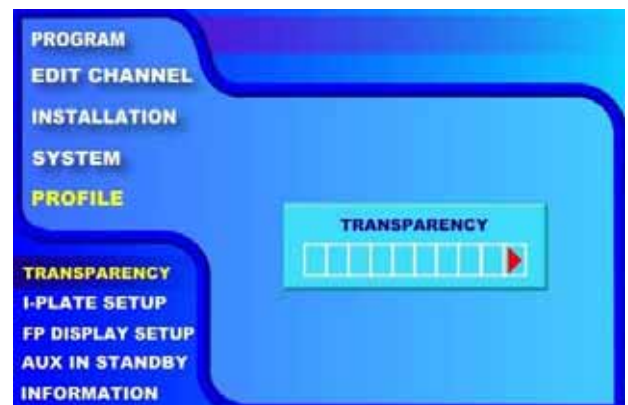 PROGRAM
EDIT CHANNEL
INSTALLATION
SYSTEM
PROFILE
TRANSPARENCY
TRANSPARENCY
I-PLATE SETUP
FP DISPLAY SETUP
AUX IN STANDBY
INFORMATION